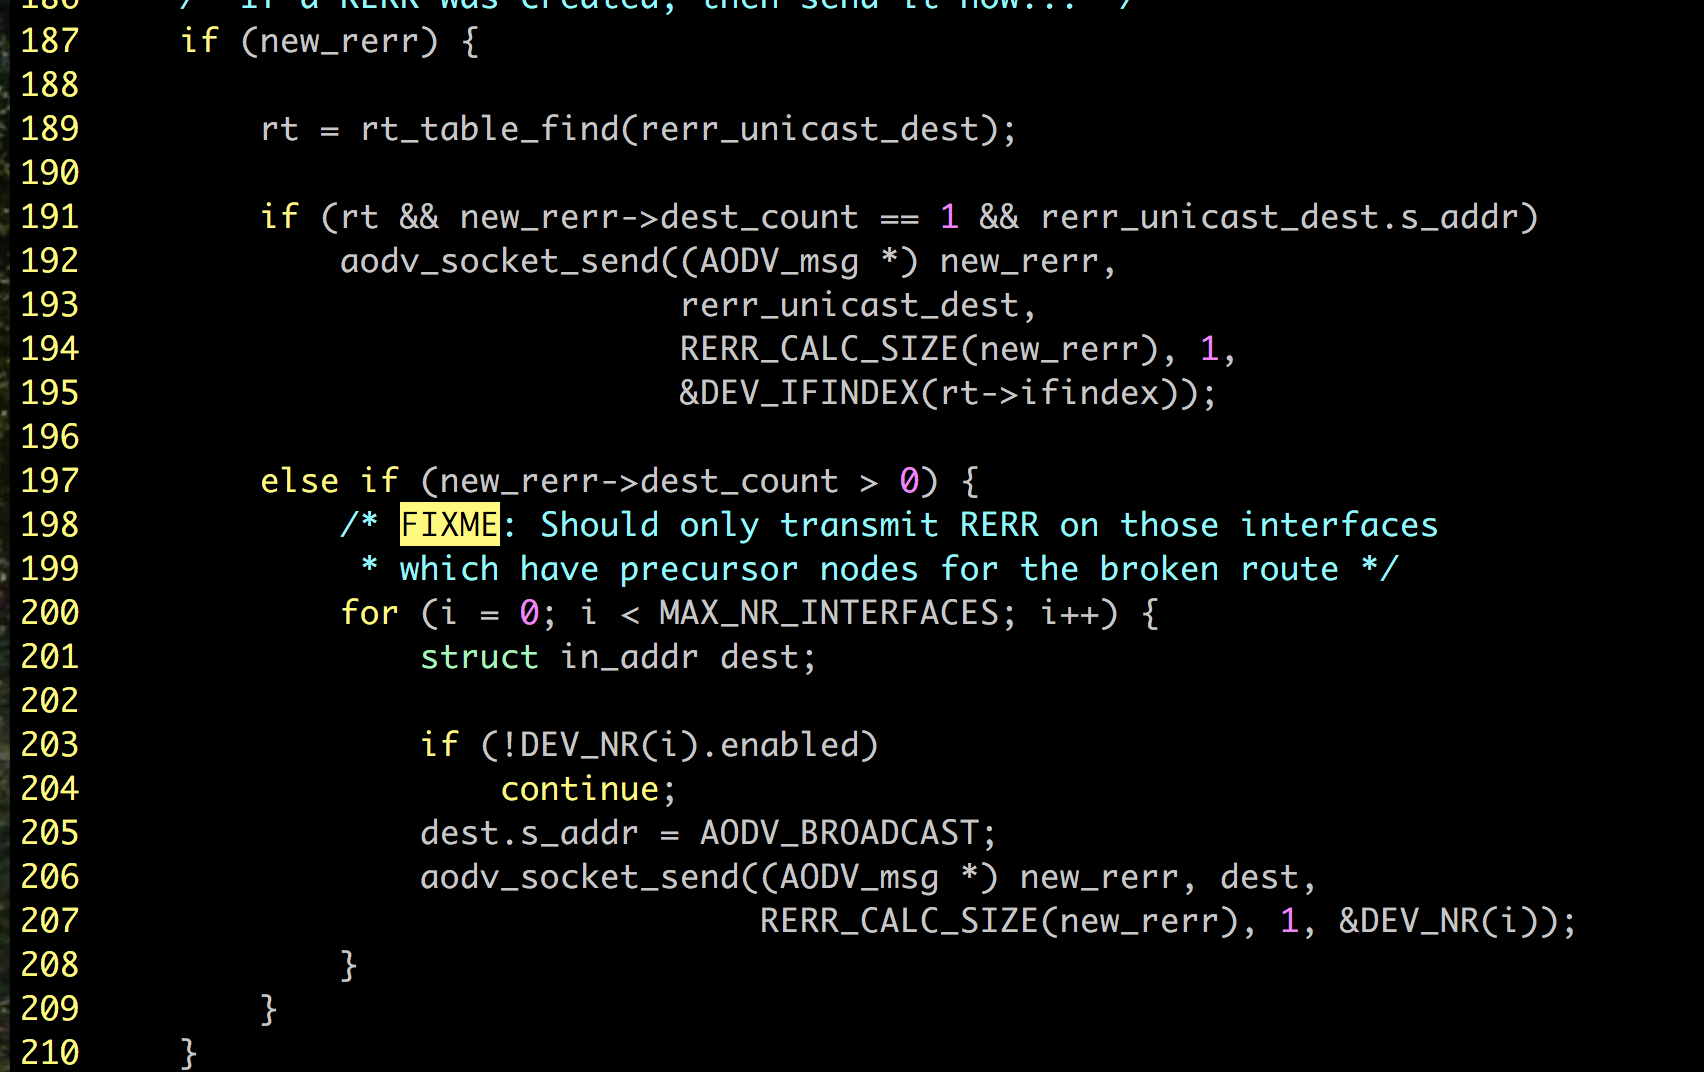 186 /* If a RERR was created, then send it now... */
187 if (new_rerr) {
188
189 rt = rt_table_find(rerr_unicast_dest);
190
191 if (rt && new_rerr->dest_count == 1 && rerr_unicast_dest.s_addr)
192 aodv_socket_send((AODV_msg *) new_rerr,
193 rerr_unicast_dest,
194 RERR_CALC_SIZE(new_rerr), 1,
195 &DEV_IFINDEX(rt->ifindex));
196
197 else if (new_rerr->dest_count > 0) {
198 /* FIXME: Should only transmit RERR on those interfaces
199 * which have precursor nodes for the broken route */
200 for (i = 0; i < MAX_NR_INTERFACES; i++) {
201 struct in_addr dest;
202
203 if (!DEV_NR(i).enabled)
204 continue;
205 dest.s_addr = AODV_BROADCAST;
206 aodv_socket_send((AODV_msg *) new_rerr, dest,
207 RERR_CALC_SIZE(new_rerr), 1, &DEV_NR(i));
208 }
209 }
210 }